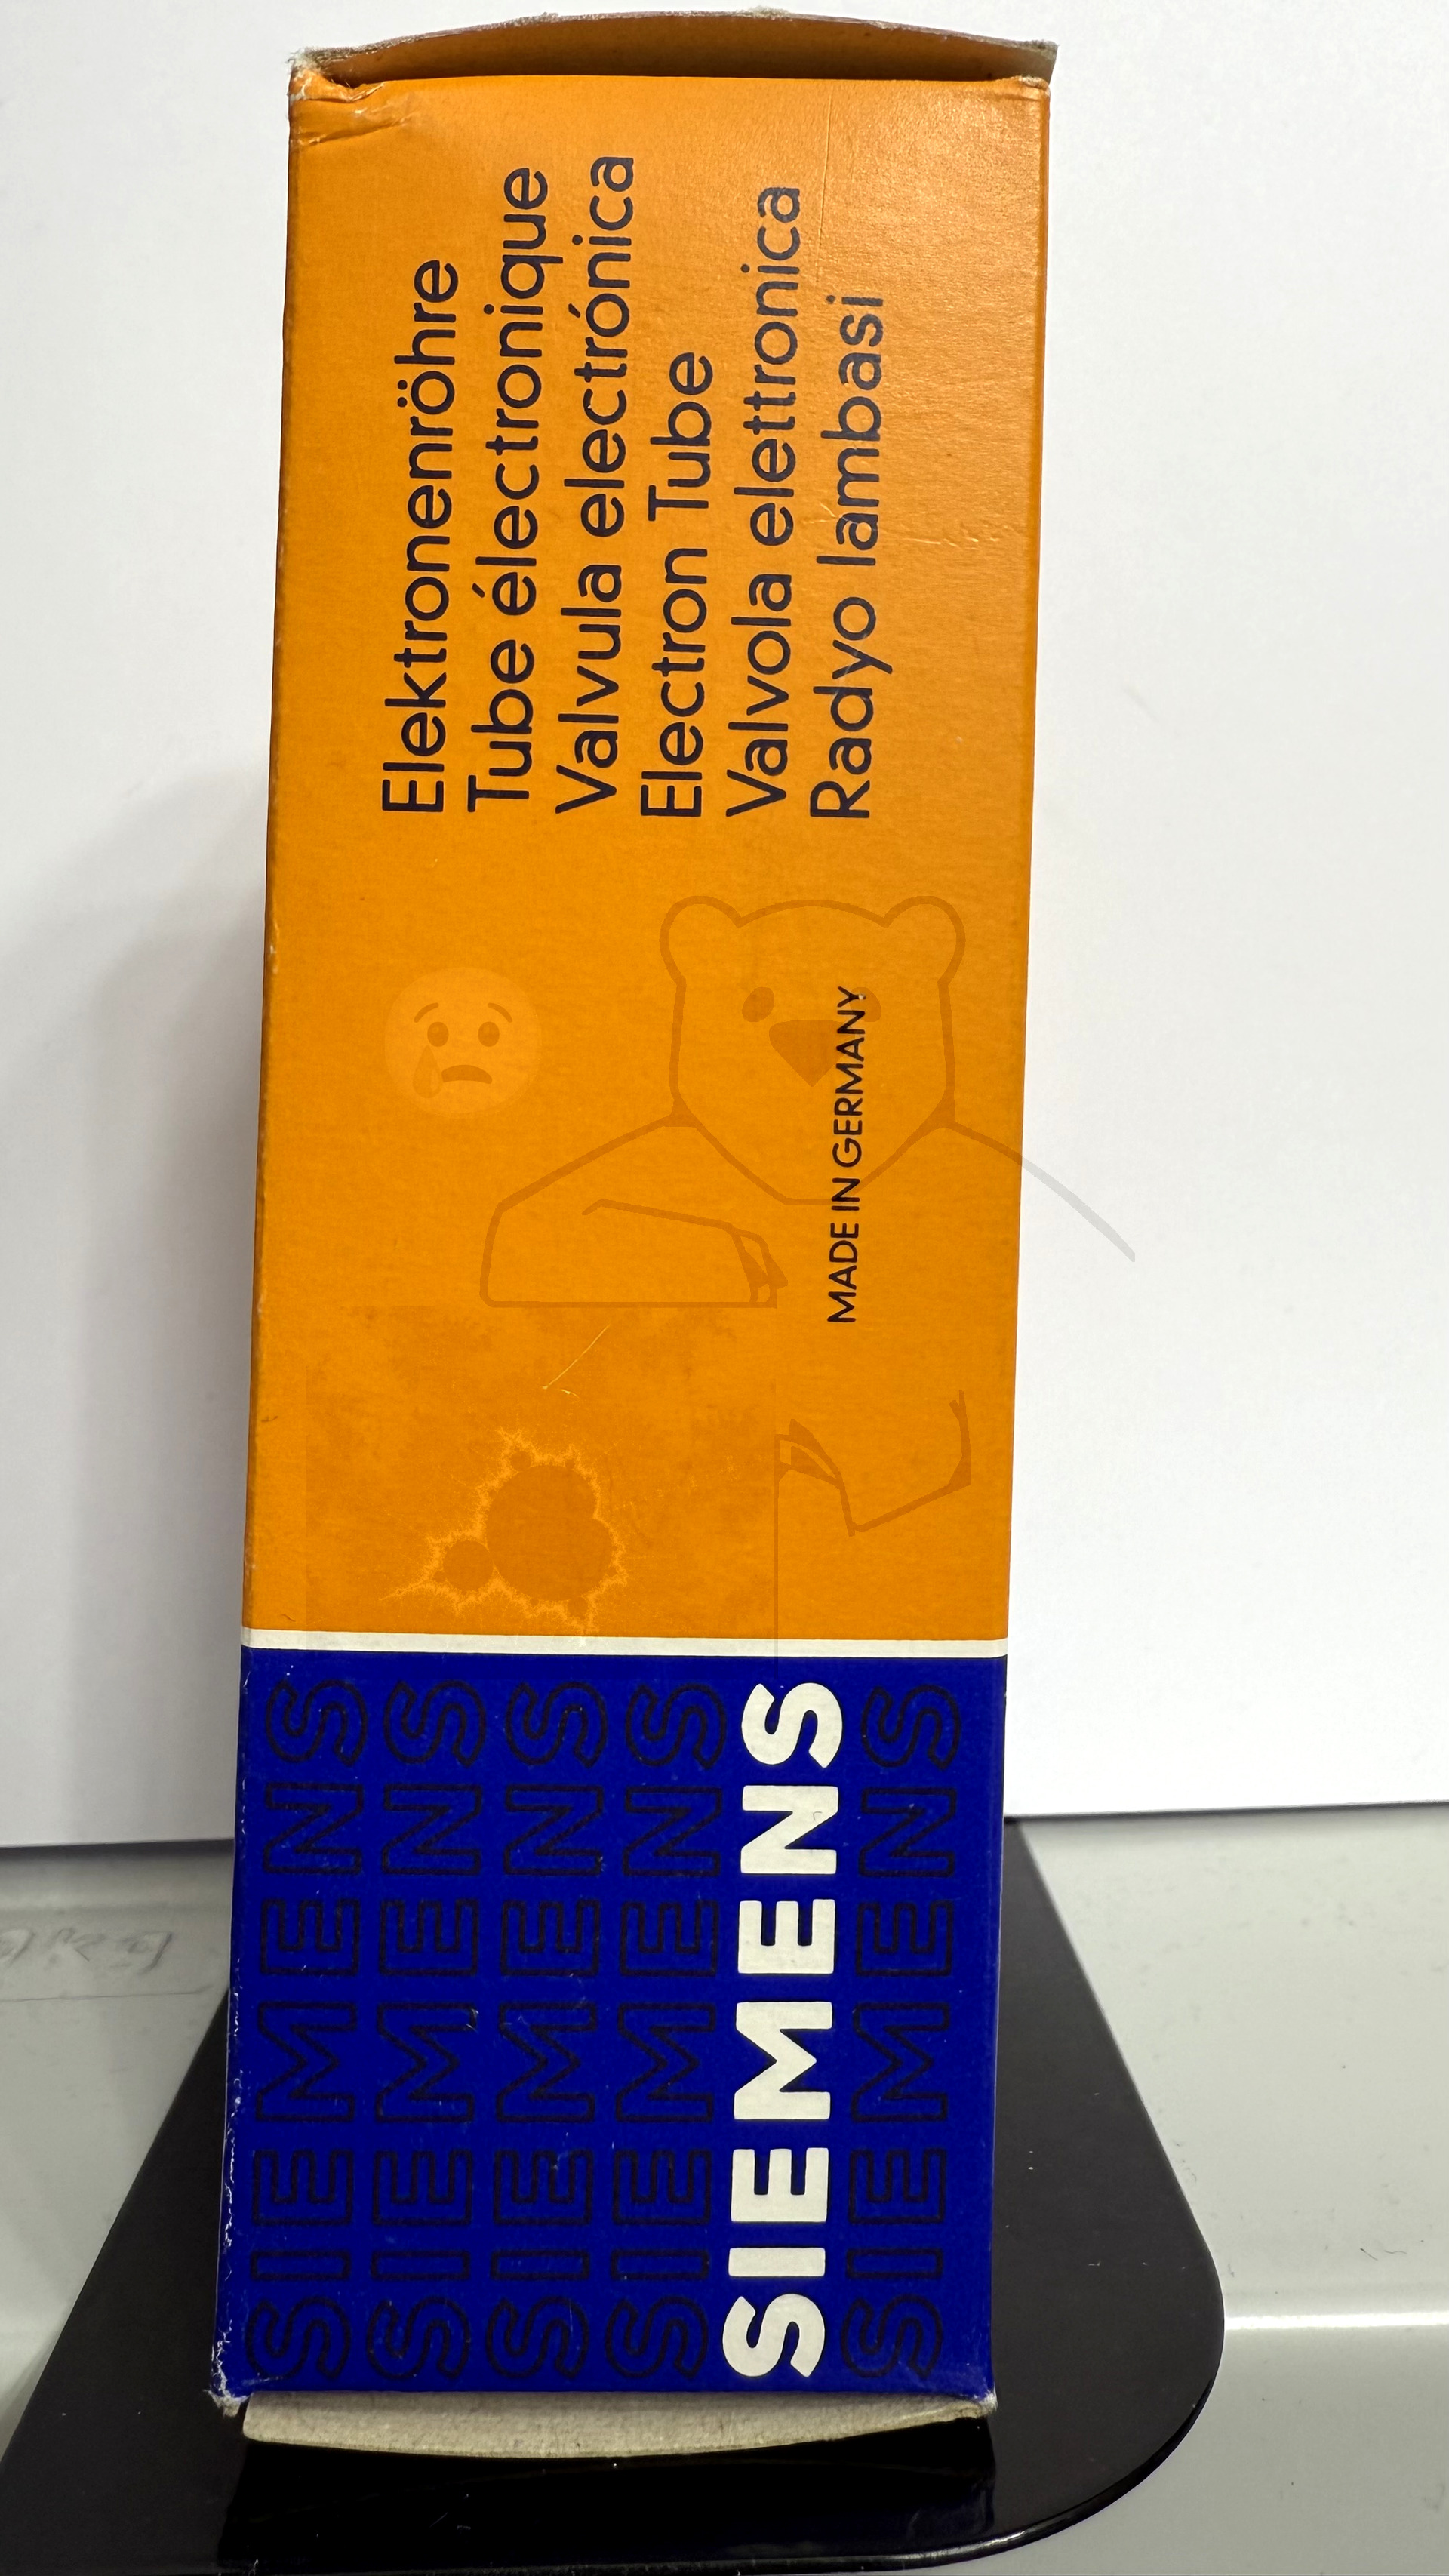 Elektronenröhre
Tube électronique
Valvula electrónica
Electron Tube
Valvola elettronica
Radyo lambasi
MADE IN GERMANY
SIEMENS
SIEMENS
SIEMENS
SIEMENS
SIEMENS
SIEMENS